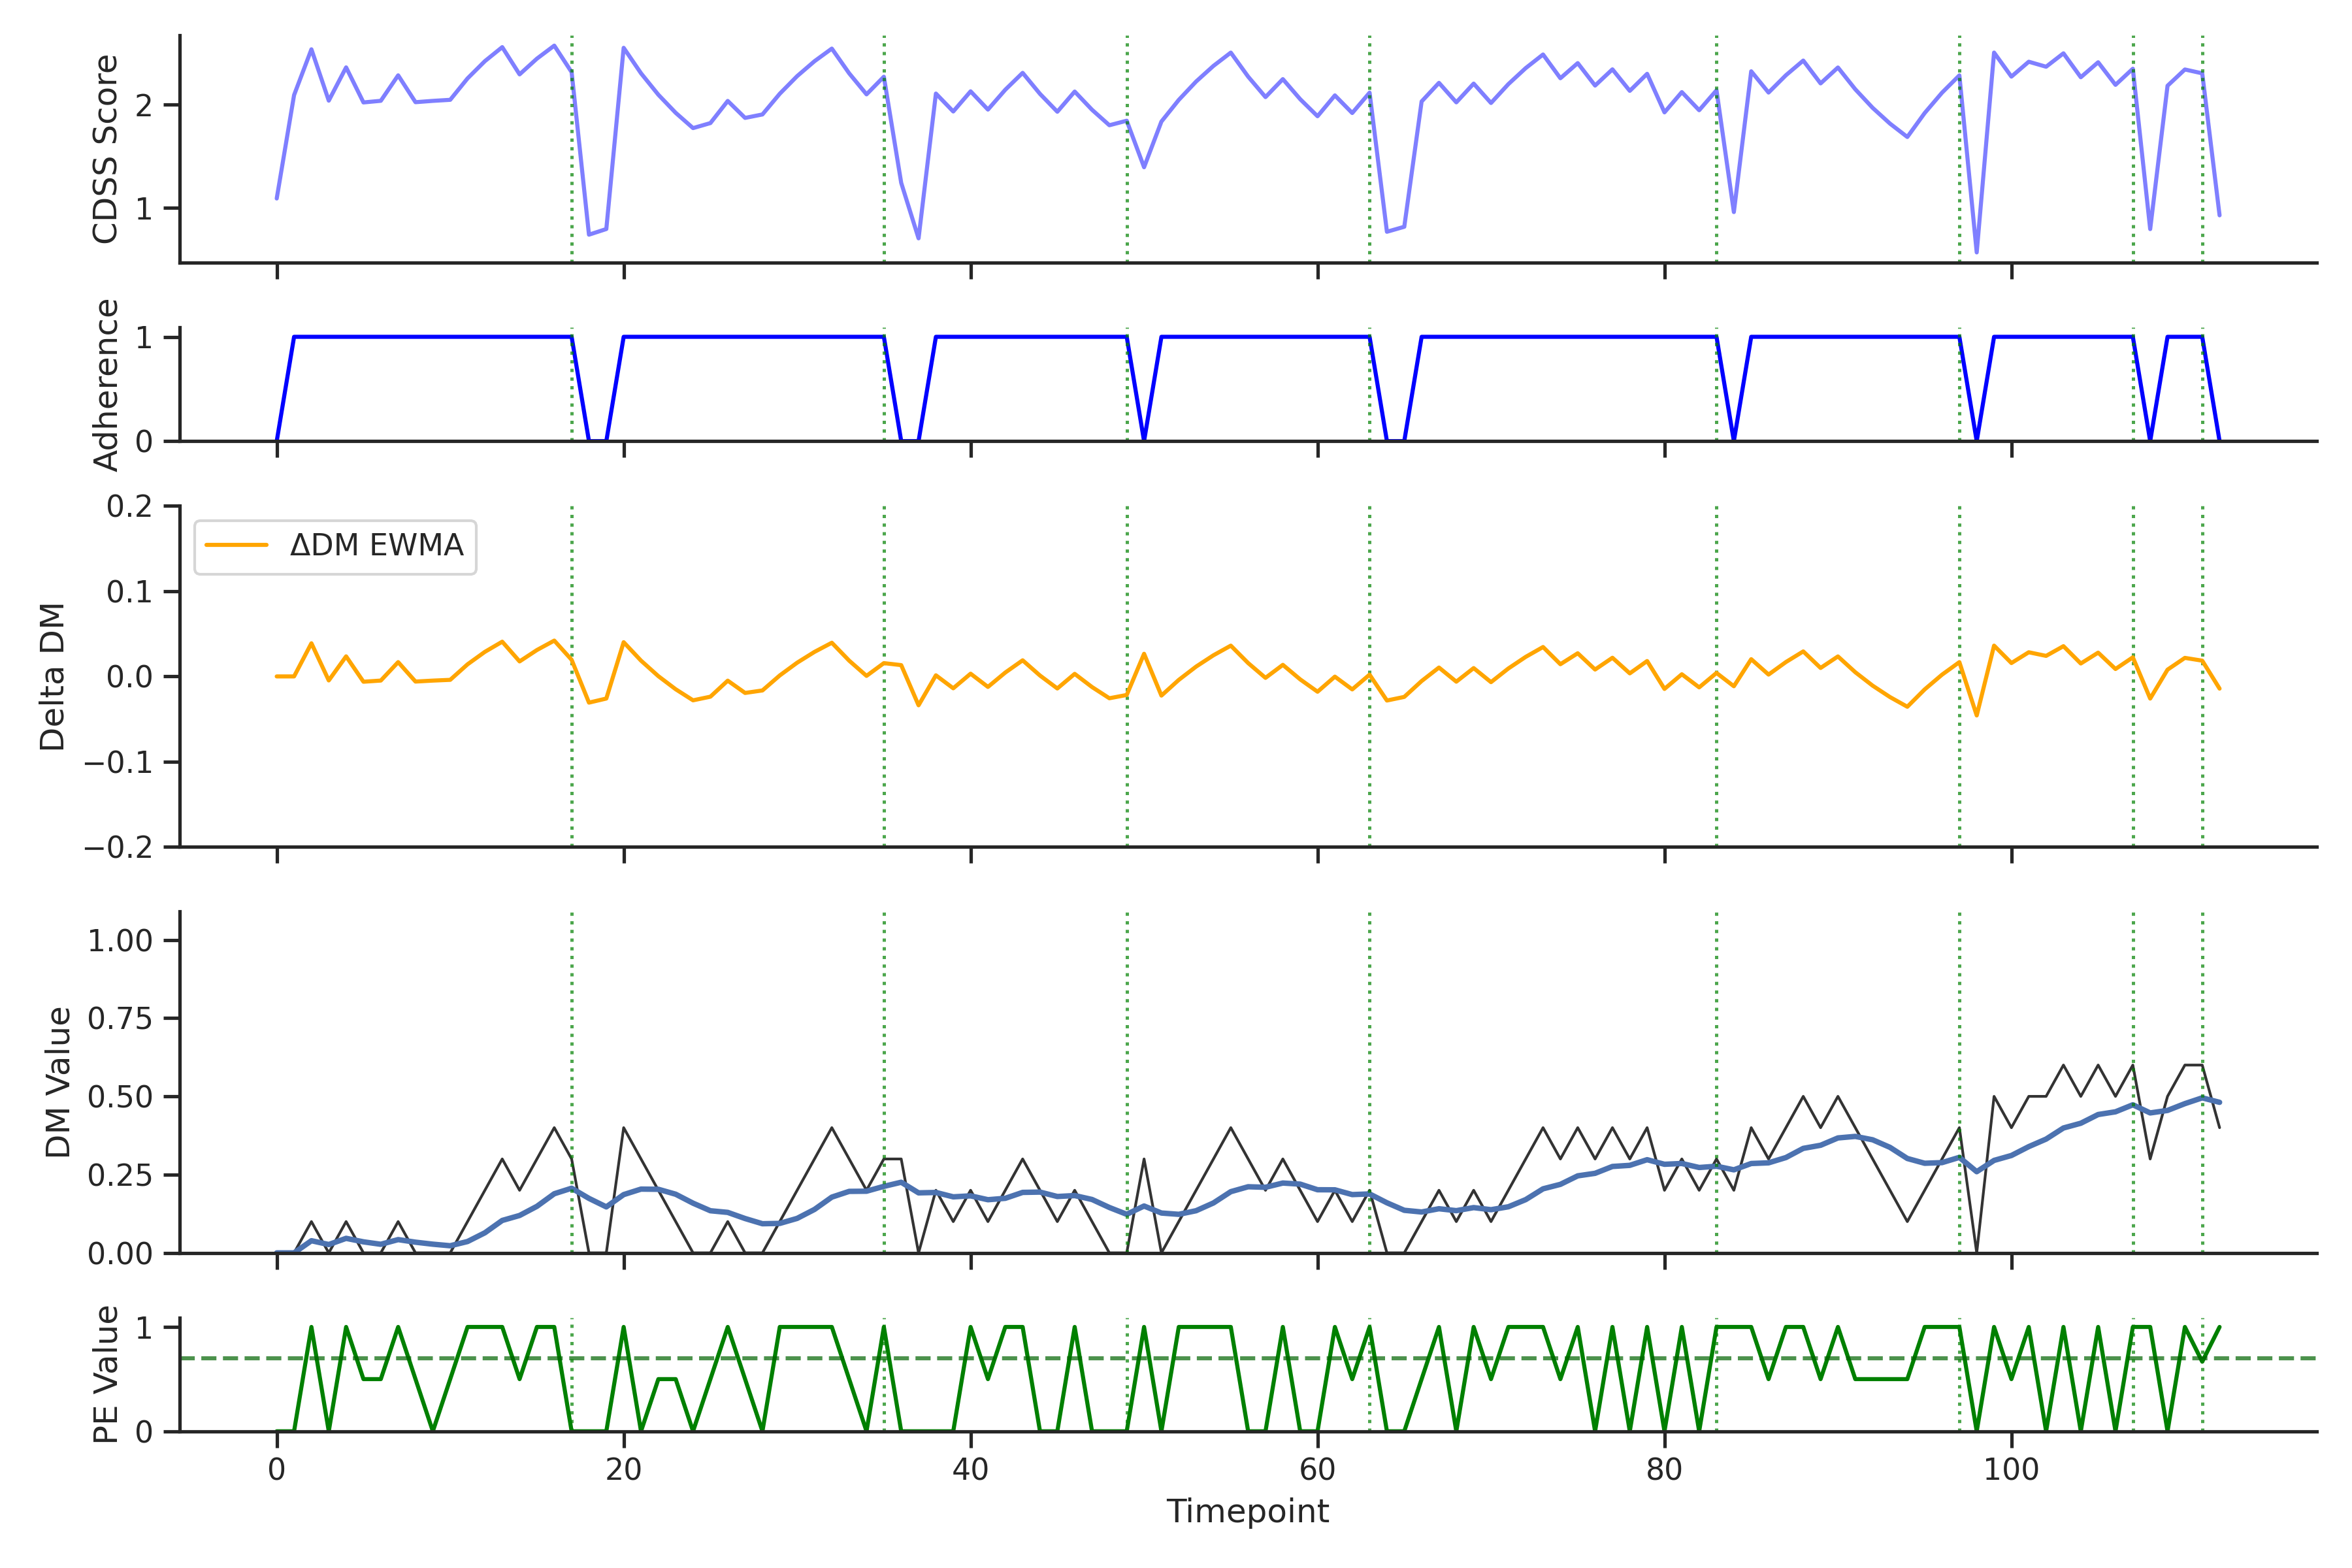 CDSS Score
2
1
Adherence
1
0
Delta DM
0.2
0.1
0.0
−0.1
−0.2
ΔDM EWMA
DM Value
1.00
0.75
0.50
0.25
0.00
PE Value
1
0
0 20 40 60 80 100
Timepoint